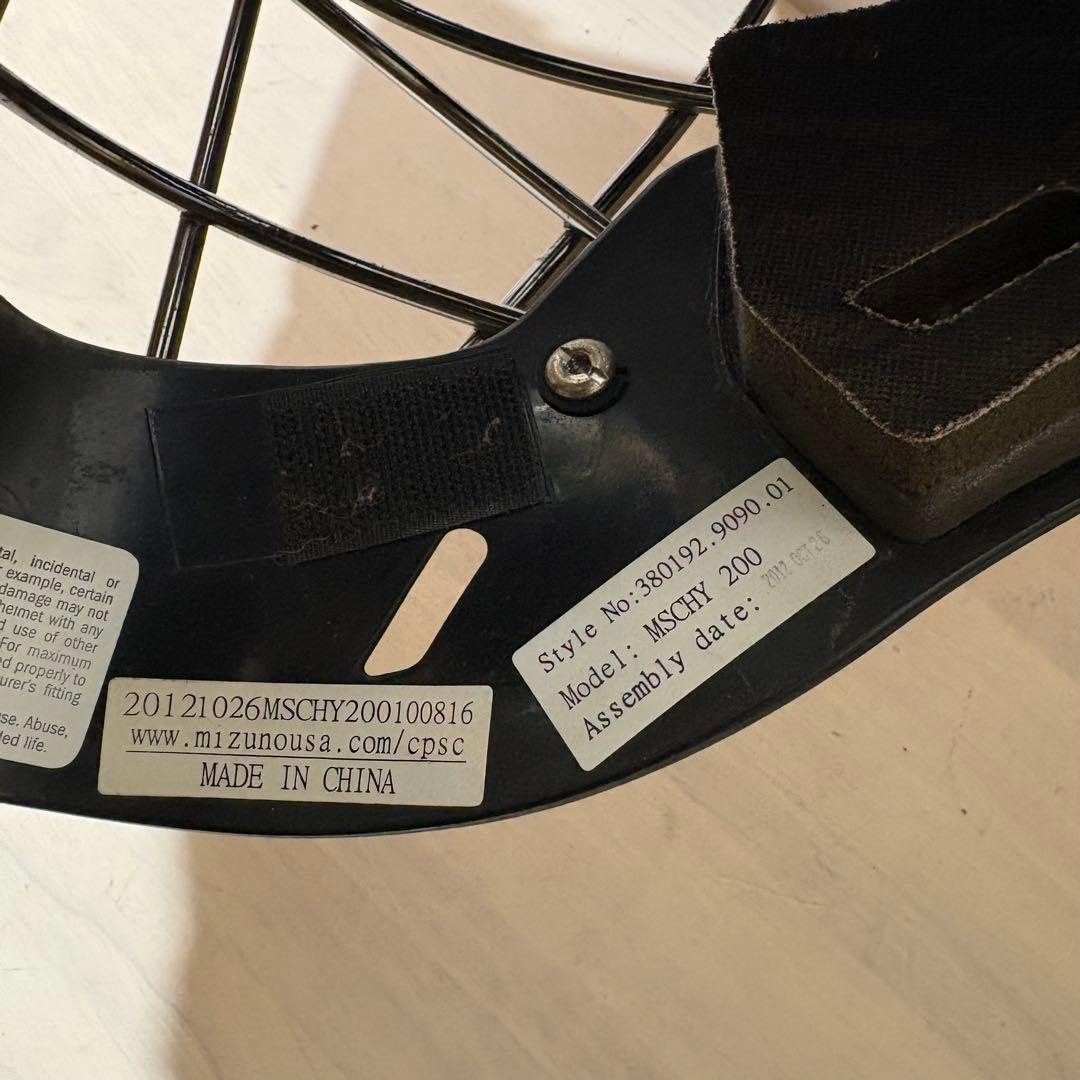 tal, incidental or
example, certain
damage may not
helmet with any
d use of other
For maximum
ed properly to
urer's fitting
se. Abuse,
ded life.
20121026MSCHY200100816
www.mizunousa.com/cpsc
MADE IN CHINA
Style No:380192.9090.01
Model: MSCHY 200
Assembly date: 2012 OCT 26